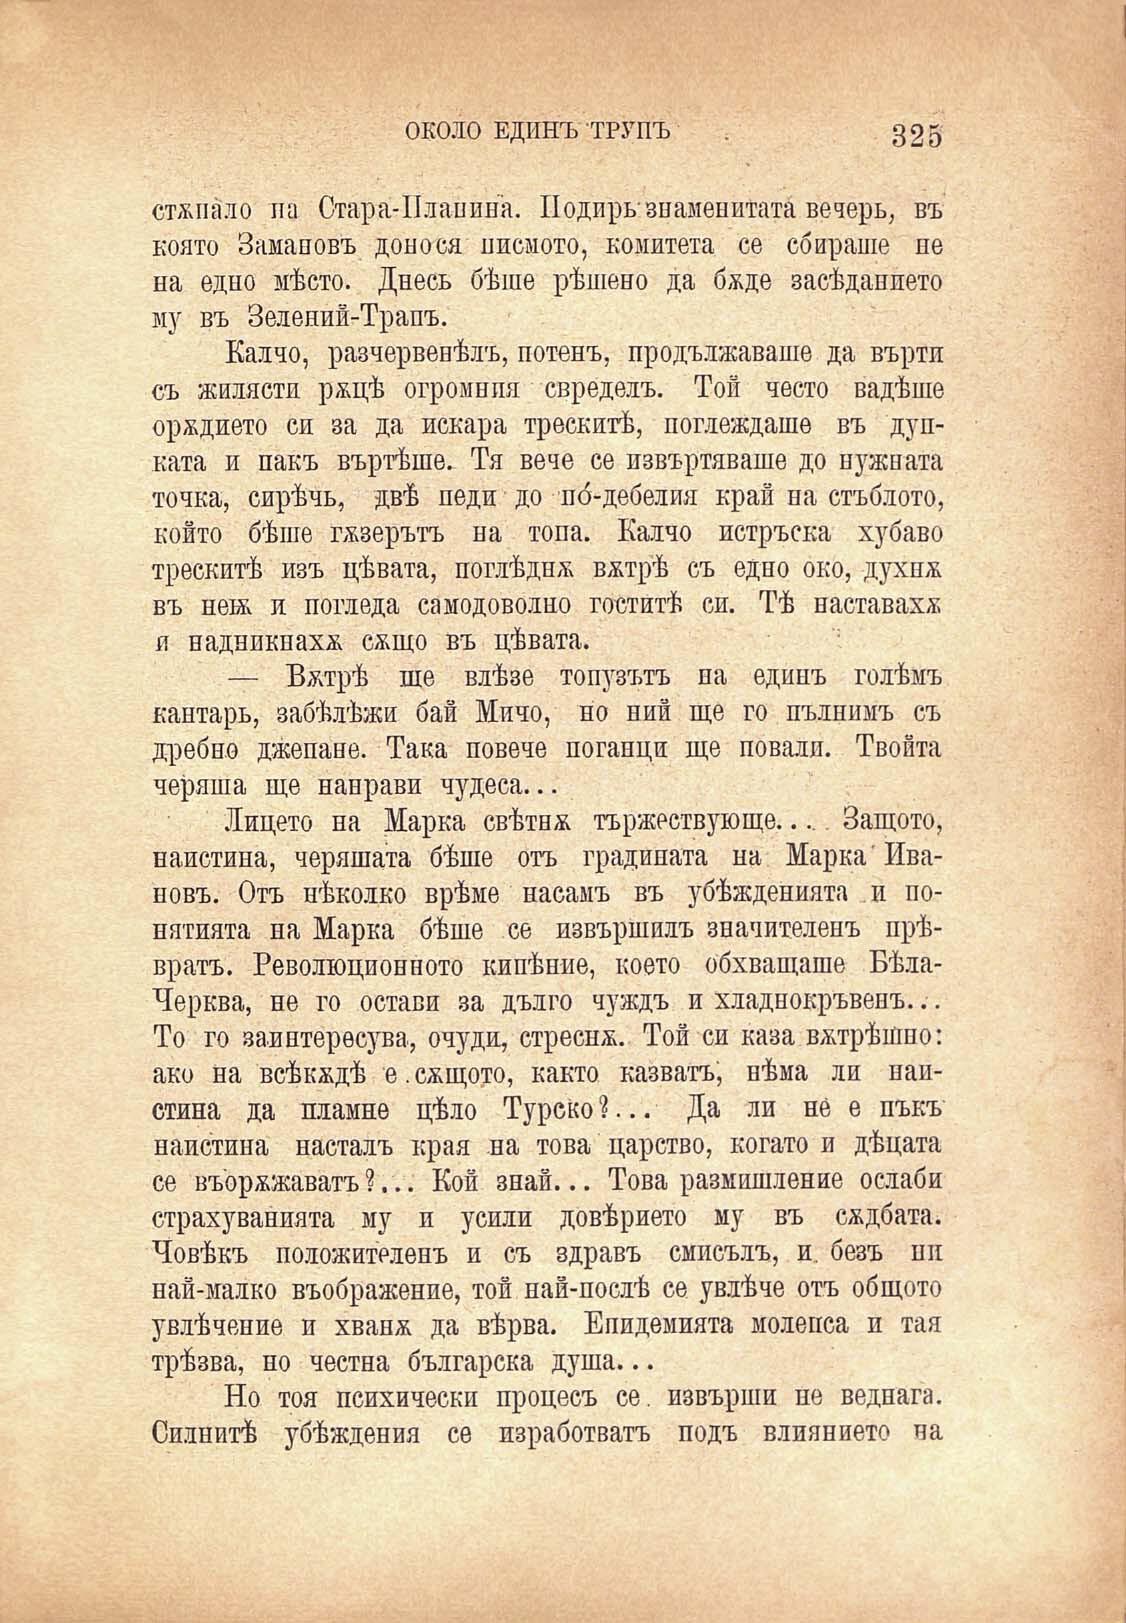 ОКОЛО ЕДИНЪ ТРУПЪ 325
стѫпало на Стара-Планина. Подирь знаменитата вечерь, въ
която Замановъ донося писмото, комитета се сбираше не
на едно мѣсто. Днесь бѣше рѣшено да бѫде засѣданието
му въ Зелений-Трапъ.
Калчо, разчервенѣлъ, потенъ, продължаваше да върти
съ жилясти рѫцѣ огромния свределъ. Той често вадѣше
орѫдието си за да искара трескитѣ, поглеждаше въ дуп-
ката и пакъ въртѣше. Тя вече се извъртяваше до нужната
точка, сирѣчь, двѣ педи до по́-дебелия край на стъблото,
който бѣше гѫзерътъ на топа. Калчо истръска хубаво
трескитѣ изъ цѣвата, поглѣднѫ вѫтрѣ съ едно око, духнѫ
въ неѭ и погледа самодоволно гоститѣ си. Тѣ наставахѫ
и надникнахѫ сѫщо въ цѣвата.
— Вѫтрѣ ще влѣзе топузътъ на единъ голѣмъ
кантарь, забѣлѣжи бай Мичо, но ний ще го пълнимъ съ
дребно джепане. Така повече поганци ще повали. Твойта
черяша ще нанрави чудеса...
Лицето на Марка свѣтнѫ тържествующе... Защото,
наистина, черяшата бѣше отъ градината на Марка Ива-
новъ. Отъ нѣколко врѣме насамъ въ убѣжденията и по-
нятията на Марка бѣше се извършилъ значителенъ прѣ-
вратъ. Революционното кипѣние, което обхващаше Бѣла-
Черква, не го остави за дълго чуждъ и хладнокръвенъ...
То го заинтересува, очуди, стреснѫ. Той си каза вѫтрѣшно:
ако на всѣкѫдѣ е сѫщото, както казватъ, нѣма ли наи-
стина да пламне цѣло Турско?... Да ли не е пъкъ
наистина насталъ края на това царство, когато и дѣцата
се въорѫжаватъ?... Кой знай... Това размишление ослаби
страхуванията му и усили довѣрието му въ сѫдбата.
Човѣкъ положителенъ и съ здравъ смисълъ, и безъ ни
най-малко въображение, той най-послѣ се увлѣче отъ общото
увлѣчение и хванѫ да вѣрва. Епидемията молепса и тая
трѣзва, но честна българска душа...
Но тоя психически процесъ се извърши не веднага.
Силнитѣ убѣждения се изработватъ подъ влиянието на